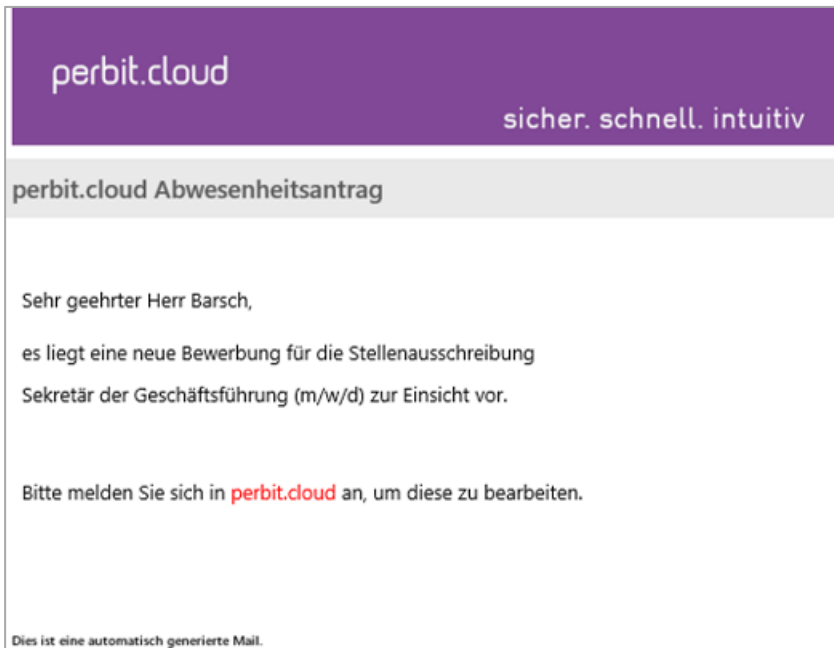 perbit.cloud
sicher. schnell. intuitiv
perbit.cloud Abwesenheitsantrag
Sehr geehrter Herr Barsch,
es liegt eine neue Bewerbung für die Stellenausschreibung
Sekretär der Geschäftsführung (m/w/d) zur Einsicht vor.
Bitte melden Sie sich in perbit.cloud an, um diese zu bearbeiten.
Dies ist eine automatisch generierte Mail.